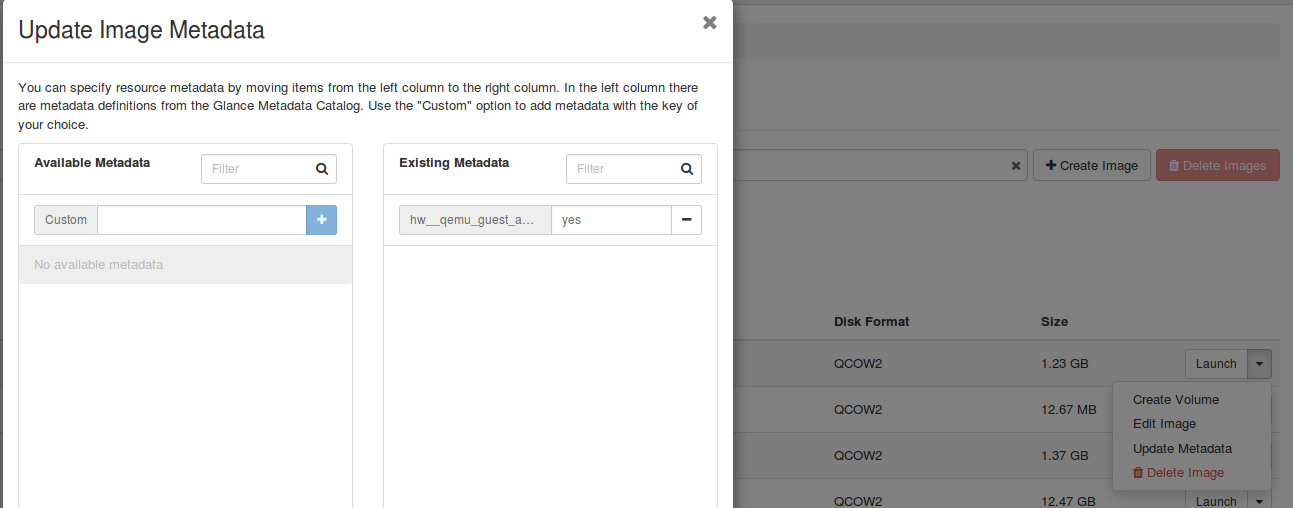 Update Image Metadata
You can specify resource metadata by moving items from the left column to the right column. In the left column there
are metadata definitions from the Glance Metadata Catalog. Use the "Custom" option to add metadata with the key of
your choice.
Available Metadata
Filter
Custom
No available metadata
Existing Metadata
Filter
hw__qemu_guest_a... yes
Create Image Delete Images
Disk Format Size
QCOW2 1.23 GB Launch
Create Volume
Edit Image
Update Metadata
Delete Image
QCOW2 12.67 MB
QCOW2 1.37 GB
QCOW2 12.47 GB Launch